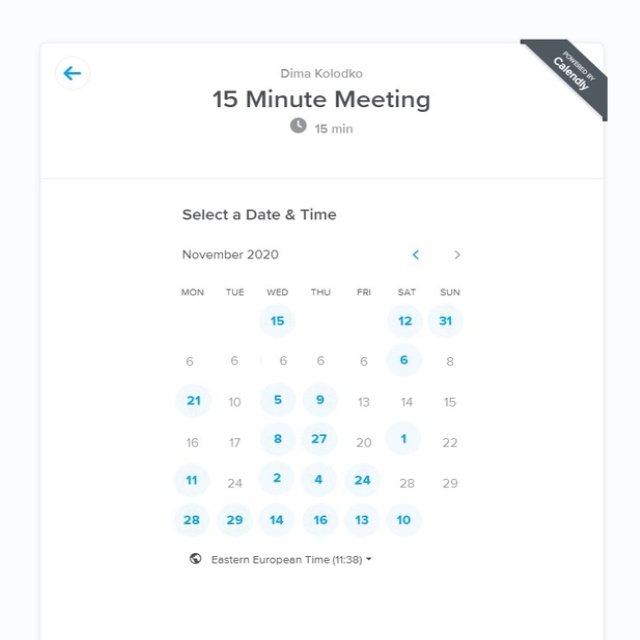 POWERED BY
Calendly
Dima Kolodko
15 Minute Meeting
15 min
Select a Date & Time
November 2020 < >
MON TUE WED THU FRI SAT SUN
15 12 31
6 6 6 6 6 6 8
21 10 5 9 13 14 15
16 17 8 27 20 1 22
11 24 2 4 24 28 29
28 29 14 16 13 10
Eastern European Time (11:38)